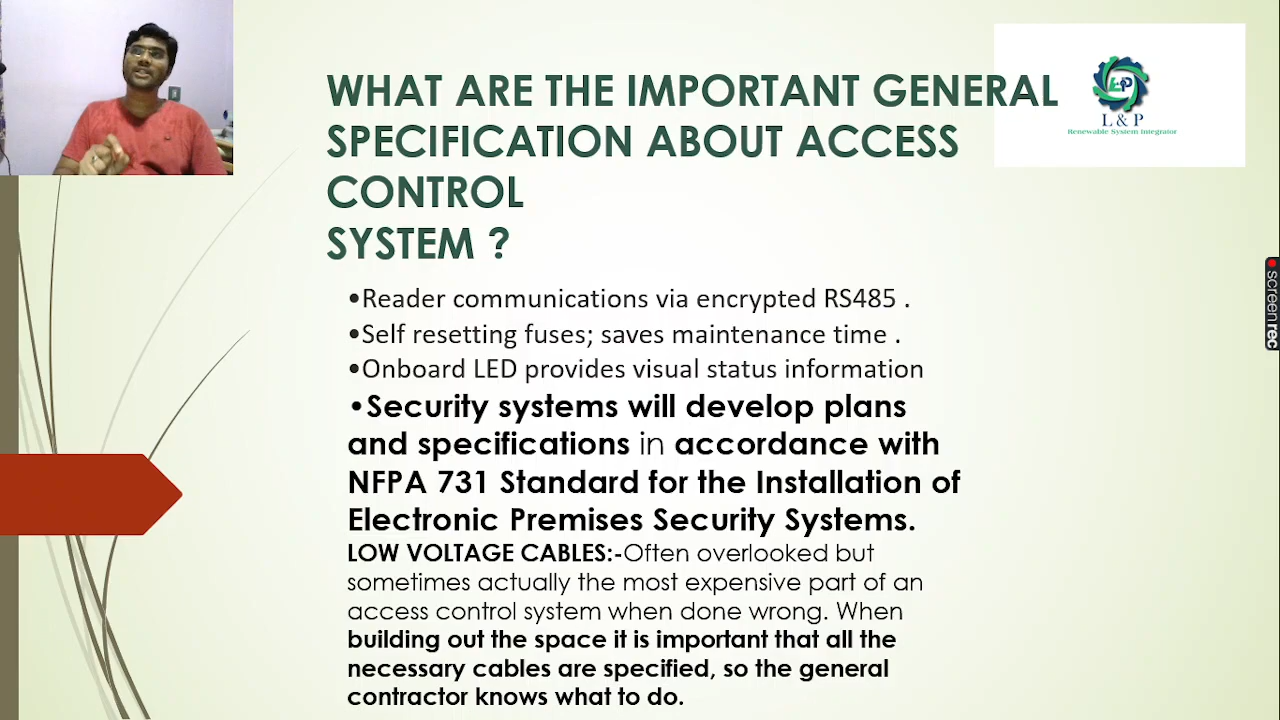 WHAT ARE THE IMPORTANT GENERAL
SPECIFICATION ABOUT ACCESS
CONTROL
SYSTEM ?
L&P
L & P
Renewable System Integrator
•Reader communications via encrypted RS485 .
•Self resetting fuses; saves maintenance time .
•Onboard LED provides visual status information
•Security systems will develop plans
and specifications in accordance with
NFPA 731 Standard for the Installation of
Electronic Premises Security Systems.
LOW VOLTAGE CABLES:-Often overlooked but
sometimes actually the most expensive part of an
access control system when done wrong. When
building out the space it is important that all the
necessary cables are specified, so the general
contractor knows what to do.
screenrec